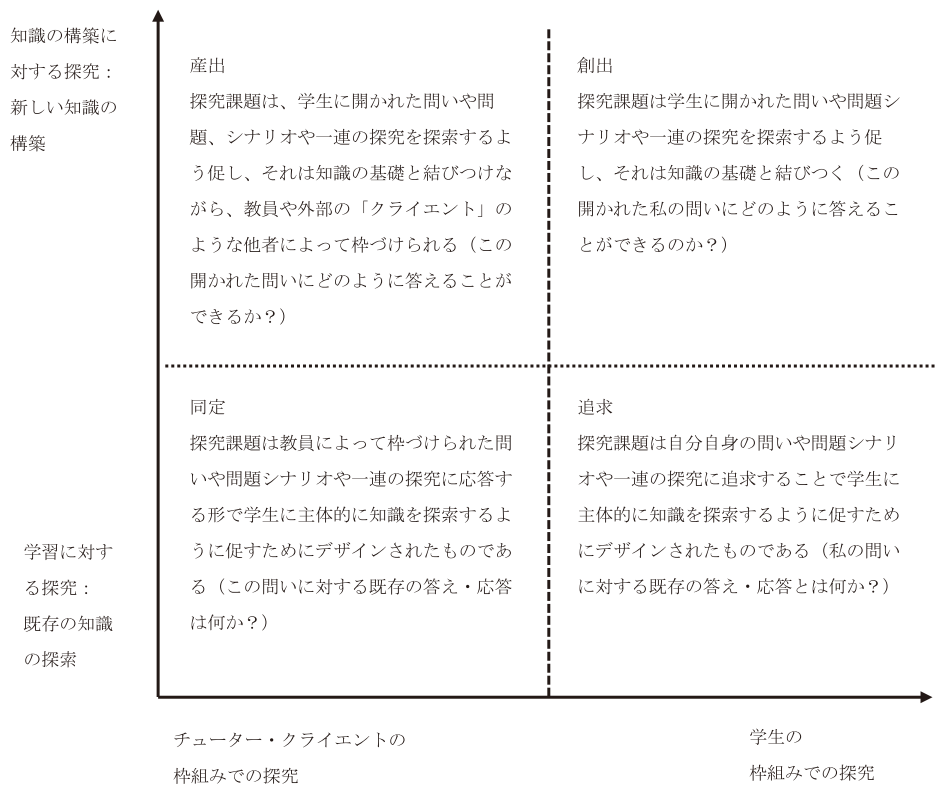 知識の構築に
対する探究：
新しい知識の
構築
産出
探究課題は、学生に開かれた問いや問
題、シナリオや一連の探究を探索するよ
う促し、それは知識の基礎と結びつけな
がら、教員や外部の「クライエント」の
ような他者によって枠づけられる（この
開かれた問いにどのように答えることが
できるか？）
創出
探究課題は学生に開かれた問いや問題シ
ナリオや一連の探究を探索するよう促
し、それは知識の基礎と結びつく（この
開かれた私の問いにどのように答えるこ
とができるのか？）
学習に対す
る探究：
既存の知識
の探索
同定
探究課題は教員によって枠づけられた問
いや問題シナリオや一連の探究に応答す
る形で学生に主体的に知識を探索するよ
うに促すためにデザインされたものであ
る（この問いに対する既存の答え・応答
は何か？）
追求
探究課題は自分自身の問いや問題シナリ
オや一連の探究に追求することで学生に
主体的に知識を探索するように促すため
にデザインされたものである（私の問い
に対する既存の答え・応答とは何か？）
チューター・クライエントの
枠組みでの探究
学生の
枠組みでの探究